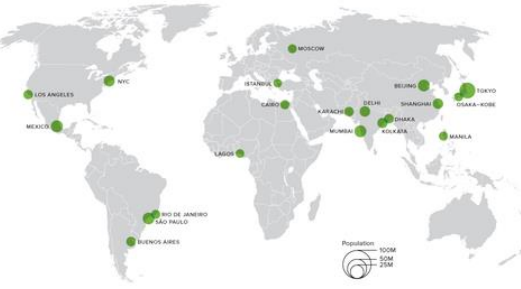 MOSCOW
NYC
ISTANBUL
LOS ANGELES
BEIJING
TOKYO
CAIRO
DELHI
SHANGHAI
OSAKA–KOBE
KARACHI
DHAKA
MEXICO
MUMBAI
KOLKATA
MANILA
LAGOS
RIO DE JANEIRO
SÃO PAULO
BUENOS AIRES
Population
100M
50M
25M